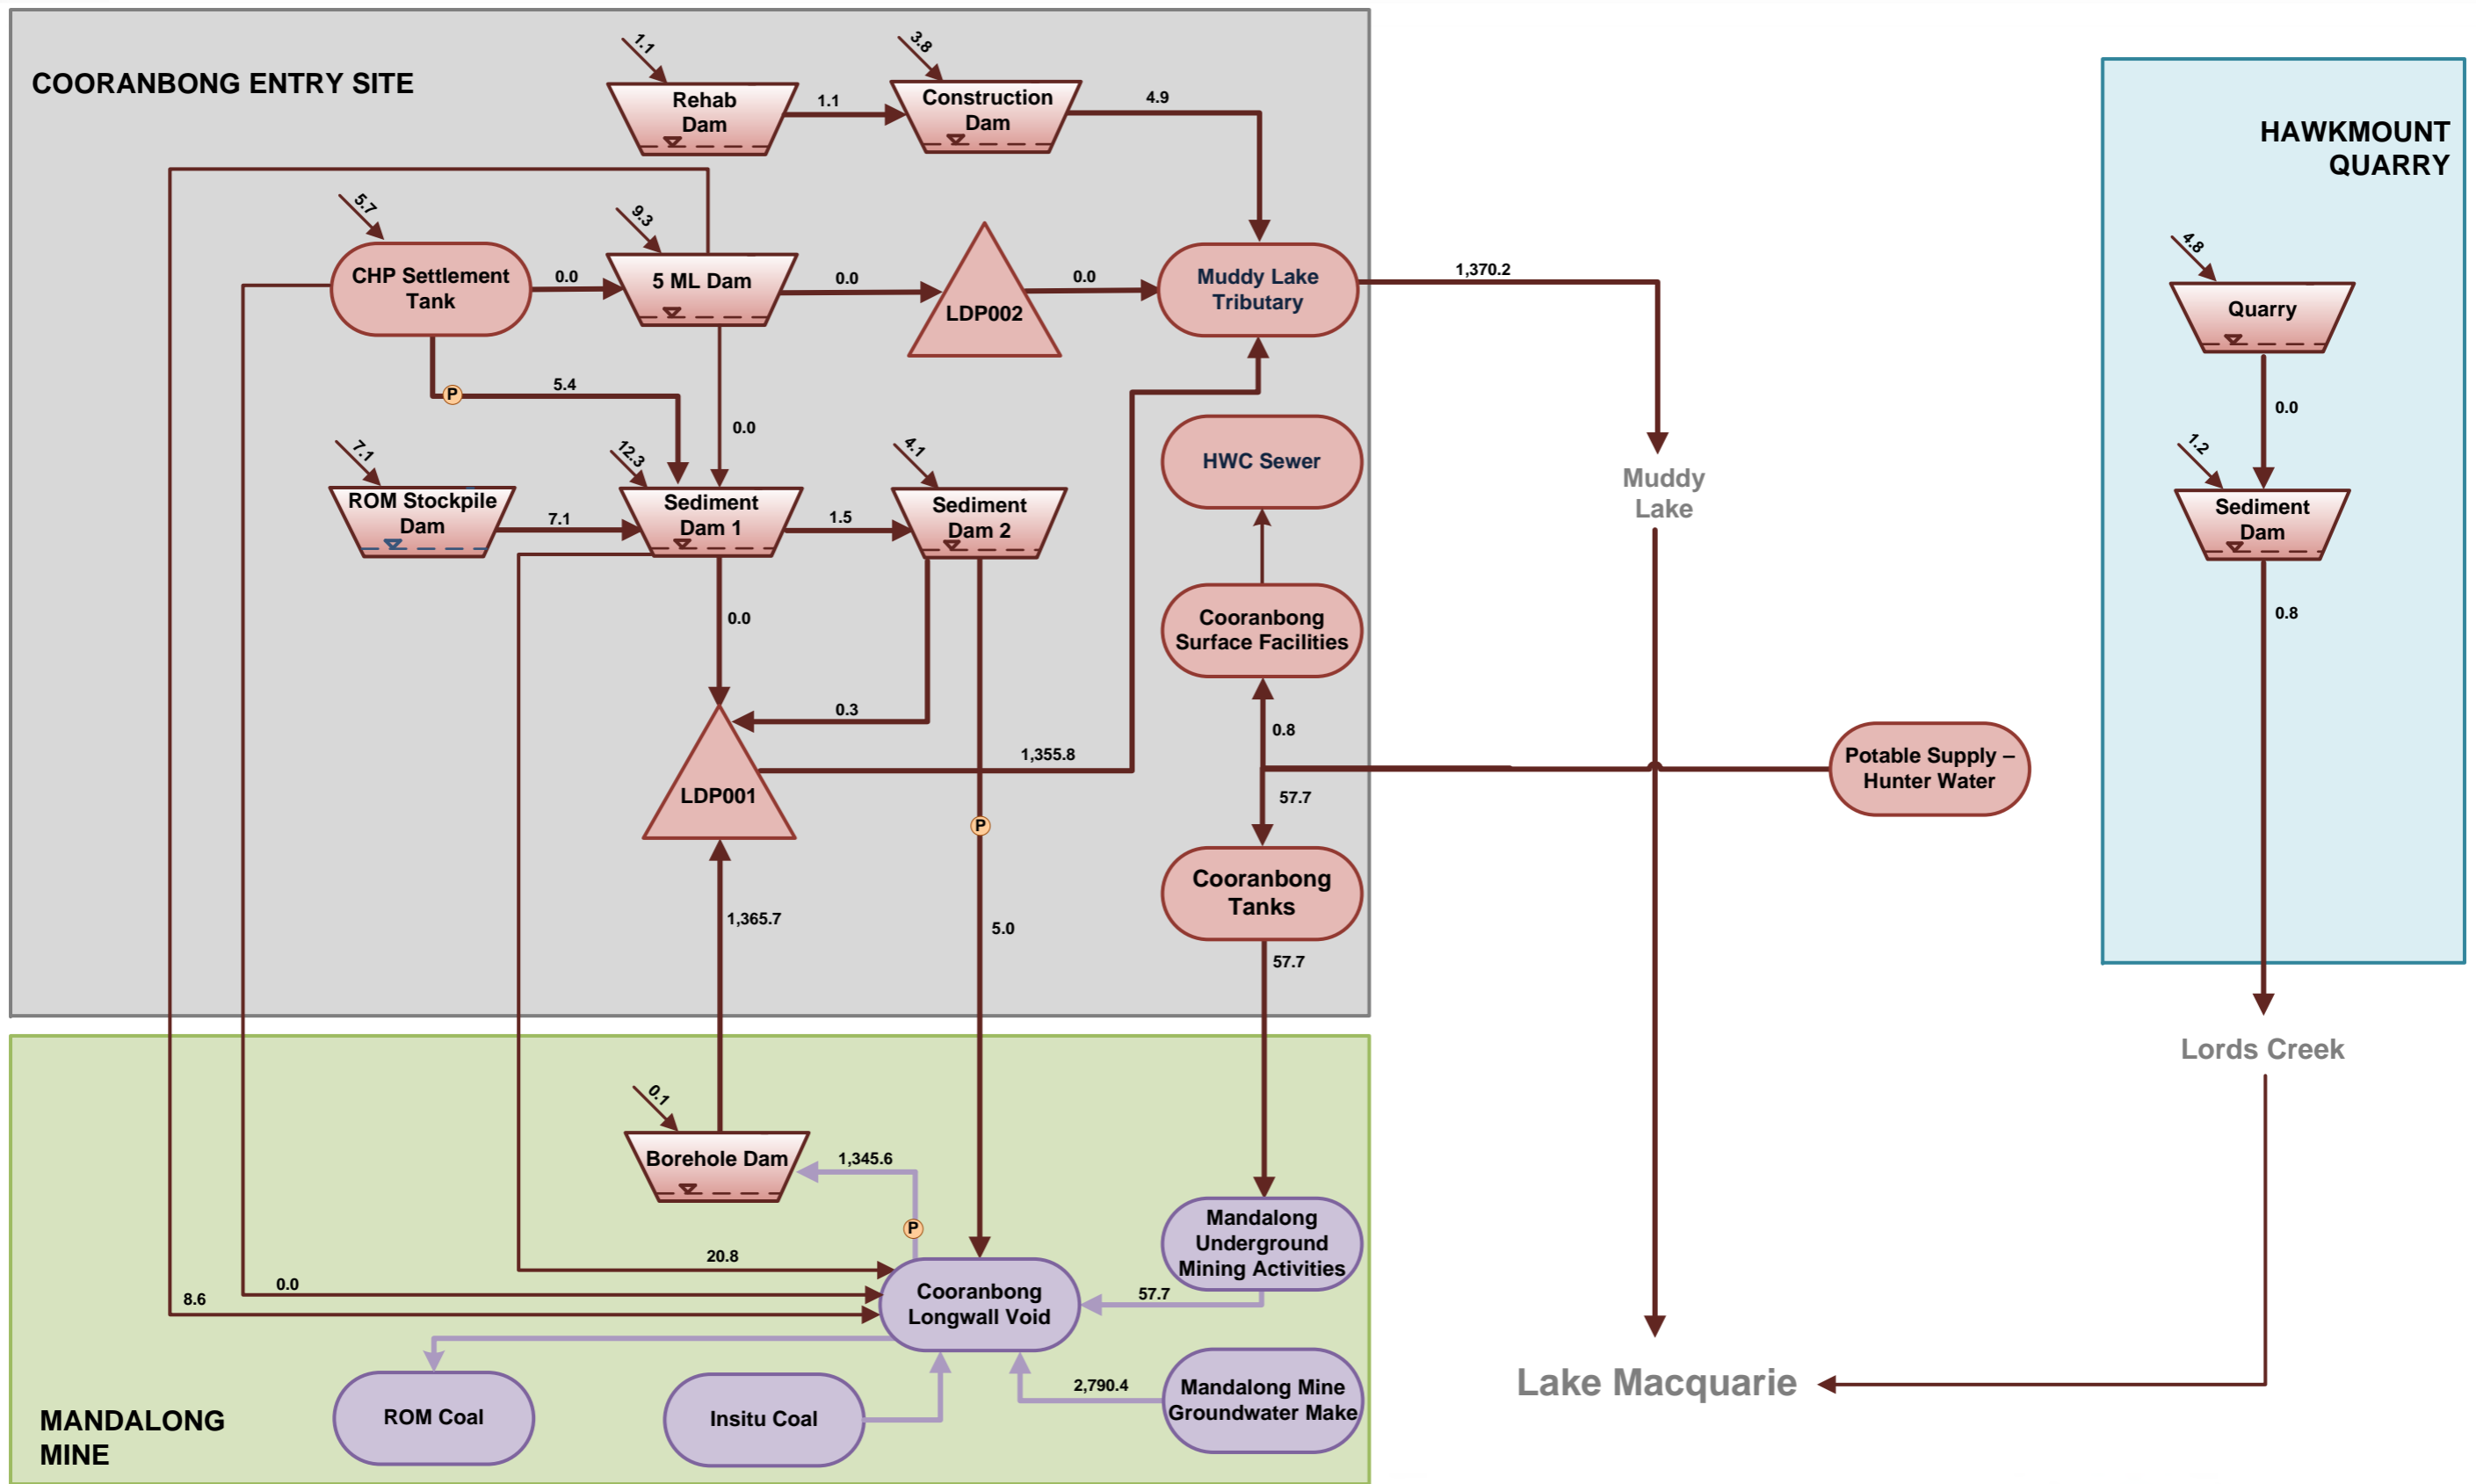 COORANBONG ENTRY SITE
1.1
Rehab
Dam
1.1
3.8
Construction
Dam
4.9
HAWKMOUNT
QUARRY
5.7
CHP Settlement
Tank
0.0
9.3
5 ML Dam
0.0
LDP002
0.0
Muddy Lake
Tributary
1,370.2
4.8
Quarry
0.0
P
5.4
0.0
7.1
ROM Stockpile
Dam
7.1
12.3
Sediment
Dam 1
1.5
4.1
Sediment
Dam 2
HWC Sewer
Muddy
Lake
1.2
Sediment
Dam
0.8
0.0
0.3
Cooranbong
Surface Facilities
0.8
LDP001
1,355.8
57.7
Potable Supply –
Hunter Water
P
Cooranbong
Tanks
1,365.7
5.0
57.7
Lords Creek
0.1
Borehole Dam
1,345.6
P
Mandalong
Underground
Mining Activities
20.8
0.0
8.6
Cooranbong
Longwall Void
57.7
ROM Coal
Insitu Coal
2,790.4
Mandalong Mine
Groundwater Make
Lake Macquarie
MANDALONG
MINE